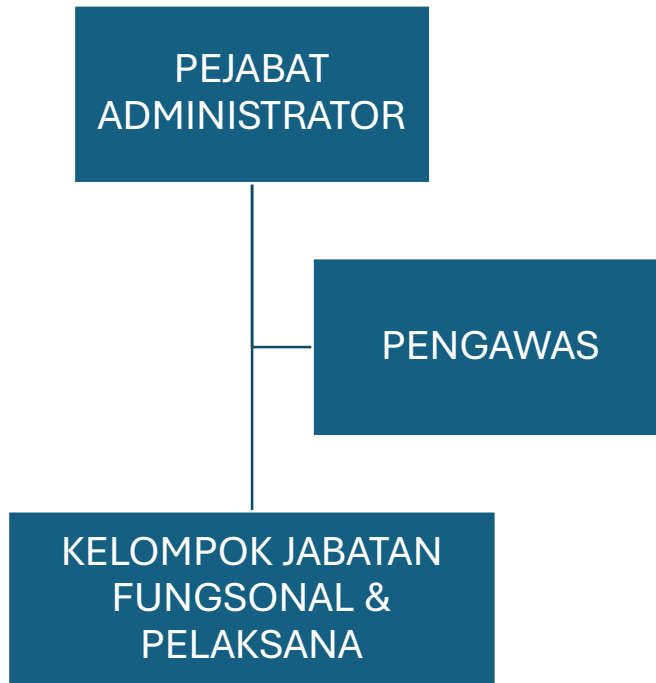 PEJABAT
ADMINISTRATOR
PENGAWAS
KELOMPOK JABATAN
FUNGSONAL &
PELAKSANA